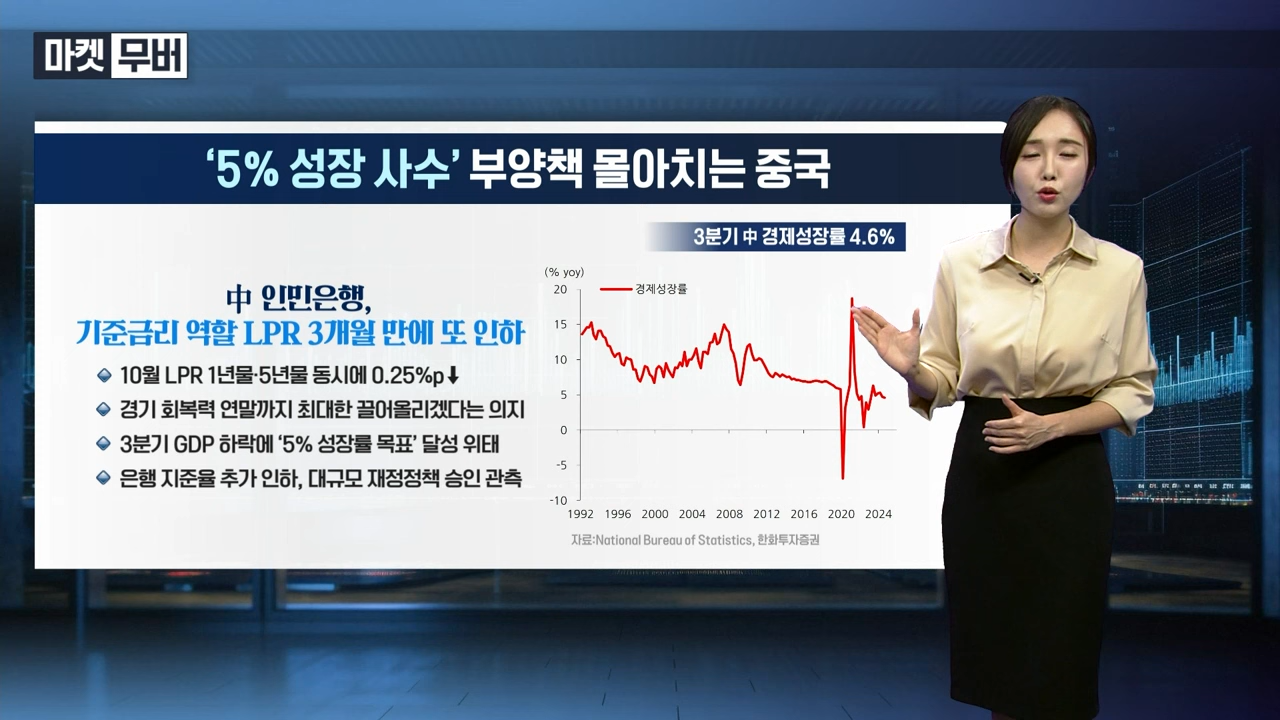 마켓 무버
‘5% 성장 사수’ 부양책 몰아치는 중국
3분기 中 경제성장률 4.6%
中 인민은행,
기준금리 역할 LPR 3개월 만에 또 인하
10월 LPR 1년물·5년물 동시에 0.25%p⬇
경기 회복력 연말까지 최대한 끌어올리겠다는 의지
3분기 GDP 하락에 ‘5% 성장률 목표’ 달성 위태
은행 지준율 추가 인하, 대규모 재정정책 승인 관측
(% yoy)
경제성장률
20
15
10
5
0
-5
-10
1992 1996 2000 2004 2008 2012 2016 2020 2024
자료:National Bureau of Statistics, 한화투자증권